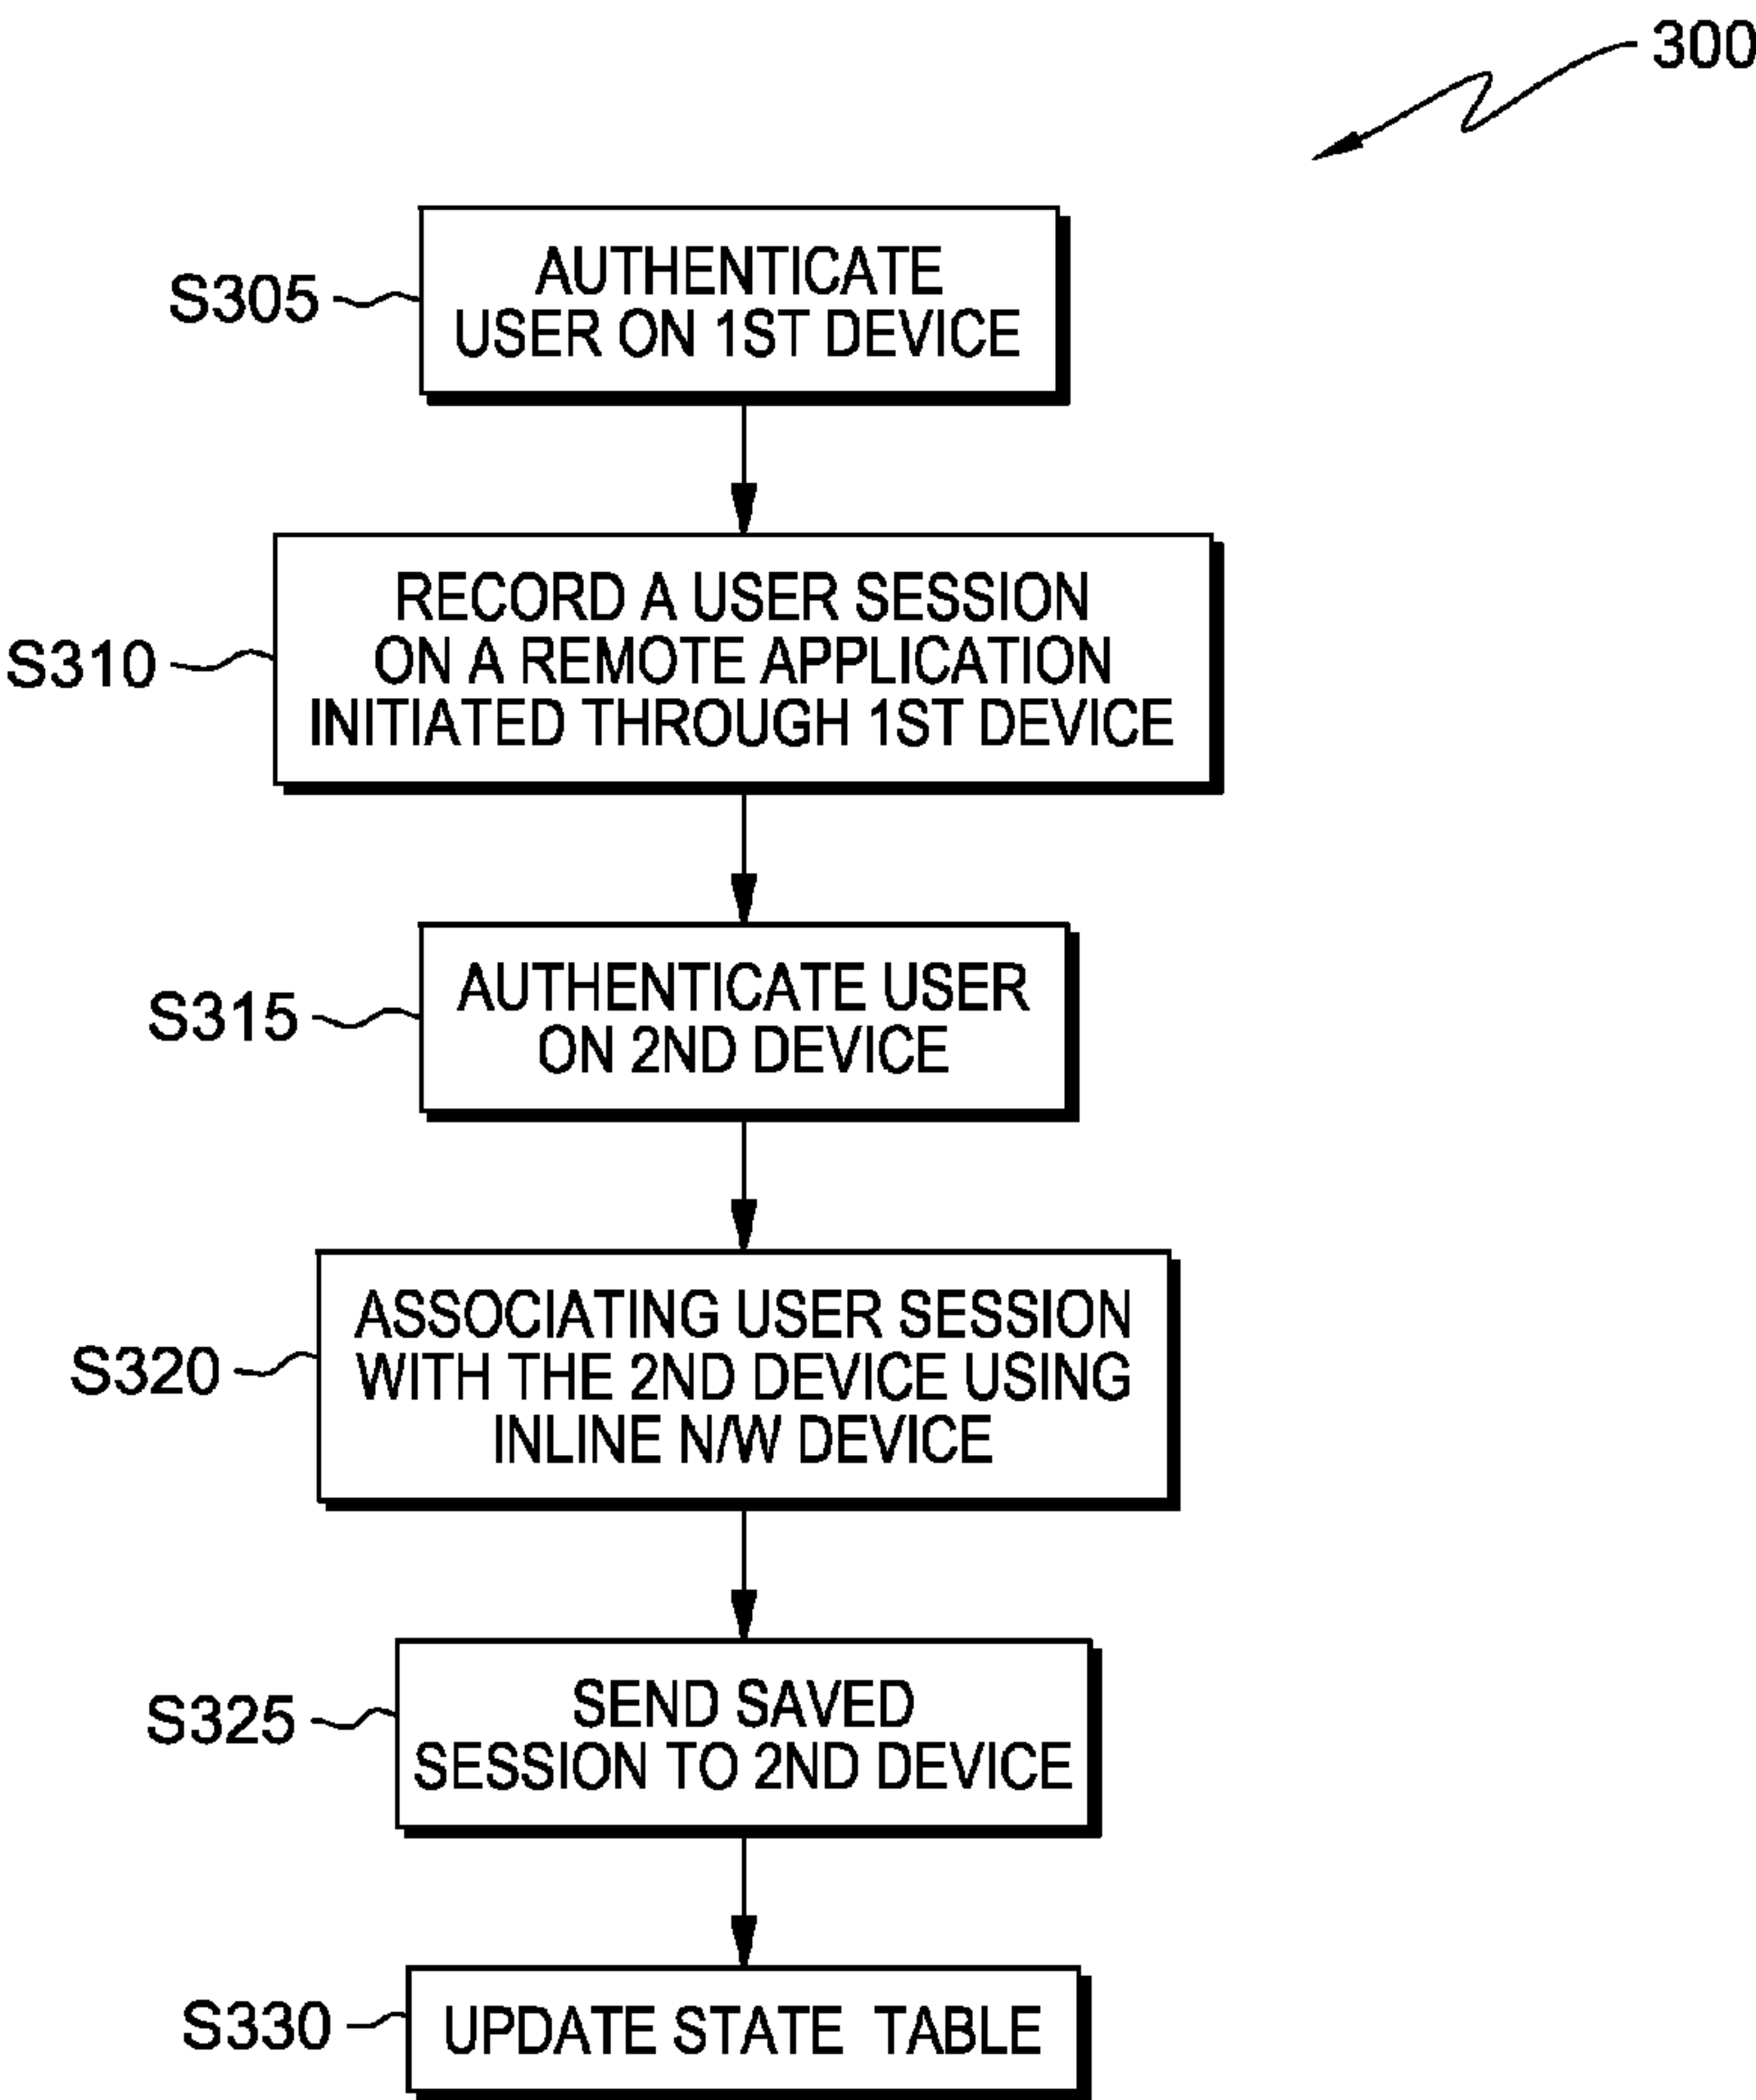 300
S305
AUTHENTICATE
USER ON 1ST DEVICE
S310
RECORD A USER SESSION
ON A REMOTE APPLICATION
INITIATED THROUGH 1ST DEVICE
S315
AUTHENTICATE USER
ON 2ND DEVICE
S320
ASSOCIATING USER SESSION
WITH THE 2ND DEVICE USING
INLINE N/W DEVICE
S325
SEND SAVED
SESSION TO 2ND DEVICE
S330
UPDATE STATE TABLE